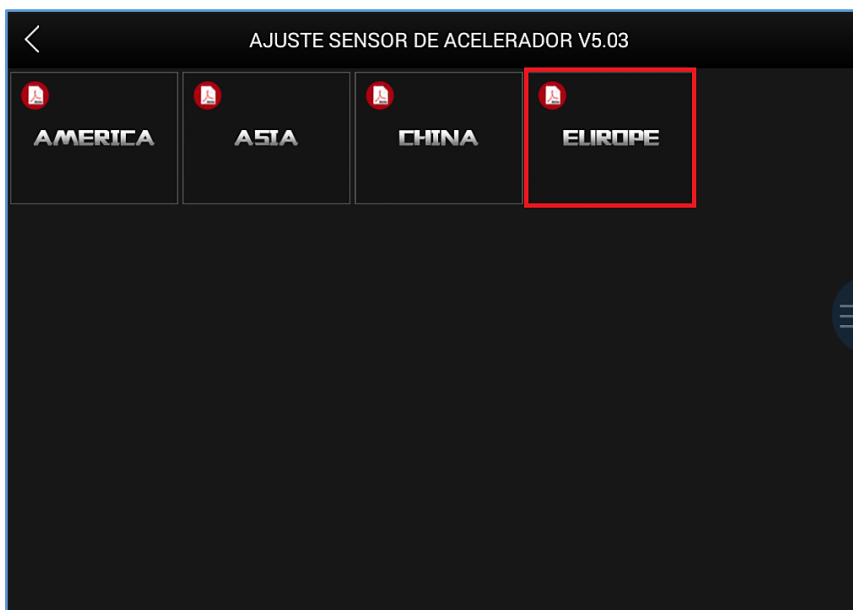 AJUSTE SENSOR DE ACELERADOR V5.03
AMERICA
ASIA
CHINA
EUROPE